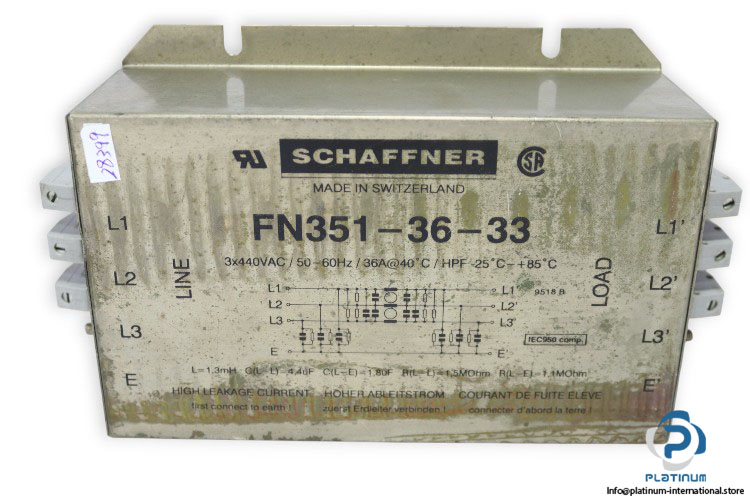 28399
SCHAFFNER
MADE IN SWITZERLAND
FN351-36-33
3x440VAC / 50-60Hz / 36A@40°C / HPF -25°C-+85°C
LINE
LOAD
L1
L2
L3
E
L1'
L2'
L3'
E'
L1
L2
L3
E
L1'
L2'
L3'
E
9518 B
IEC950 comp.
L=1,3mH C(L-L)=4,4uF C(L-E)=1,8uF R(L-L)=1,5MOhm R(L-E)=1,1MOhm
HIGH LEAKAGE CURRENT HOHER ABLEITSTROM COURANT DE FUITE ELEVE
first connect to earth ! zuerst Erdleiter verbinden ! connecter d'abord la terre !
PLATINUM
Info@platinum-international.store